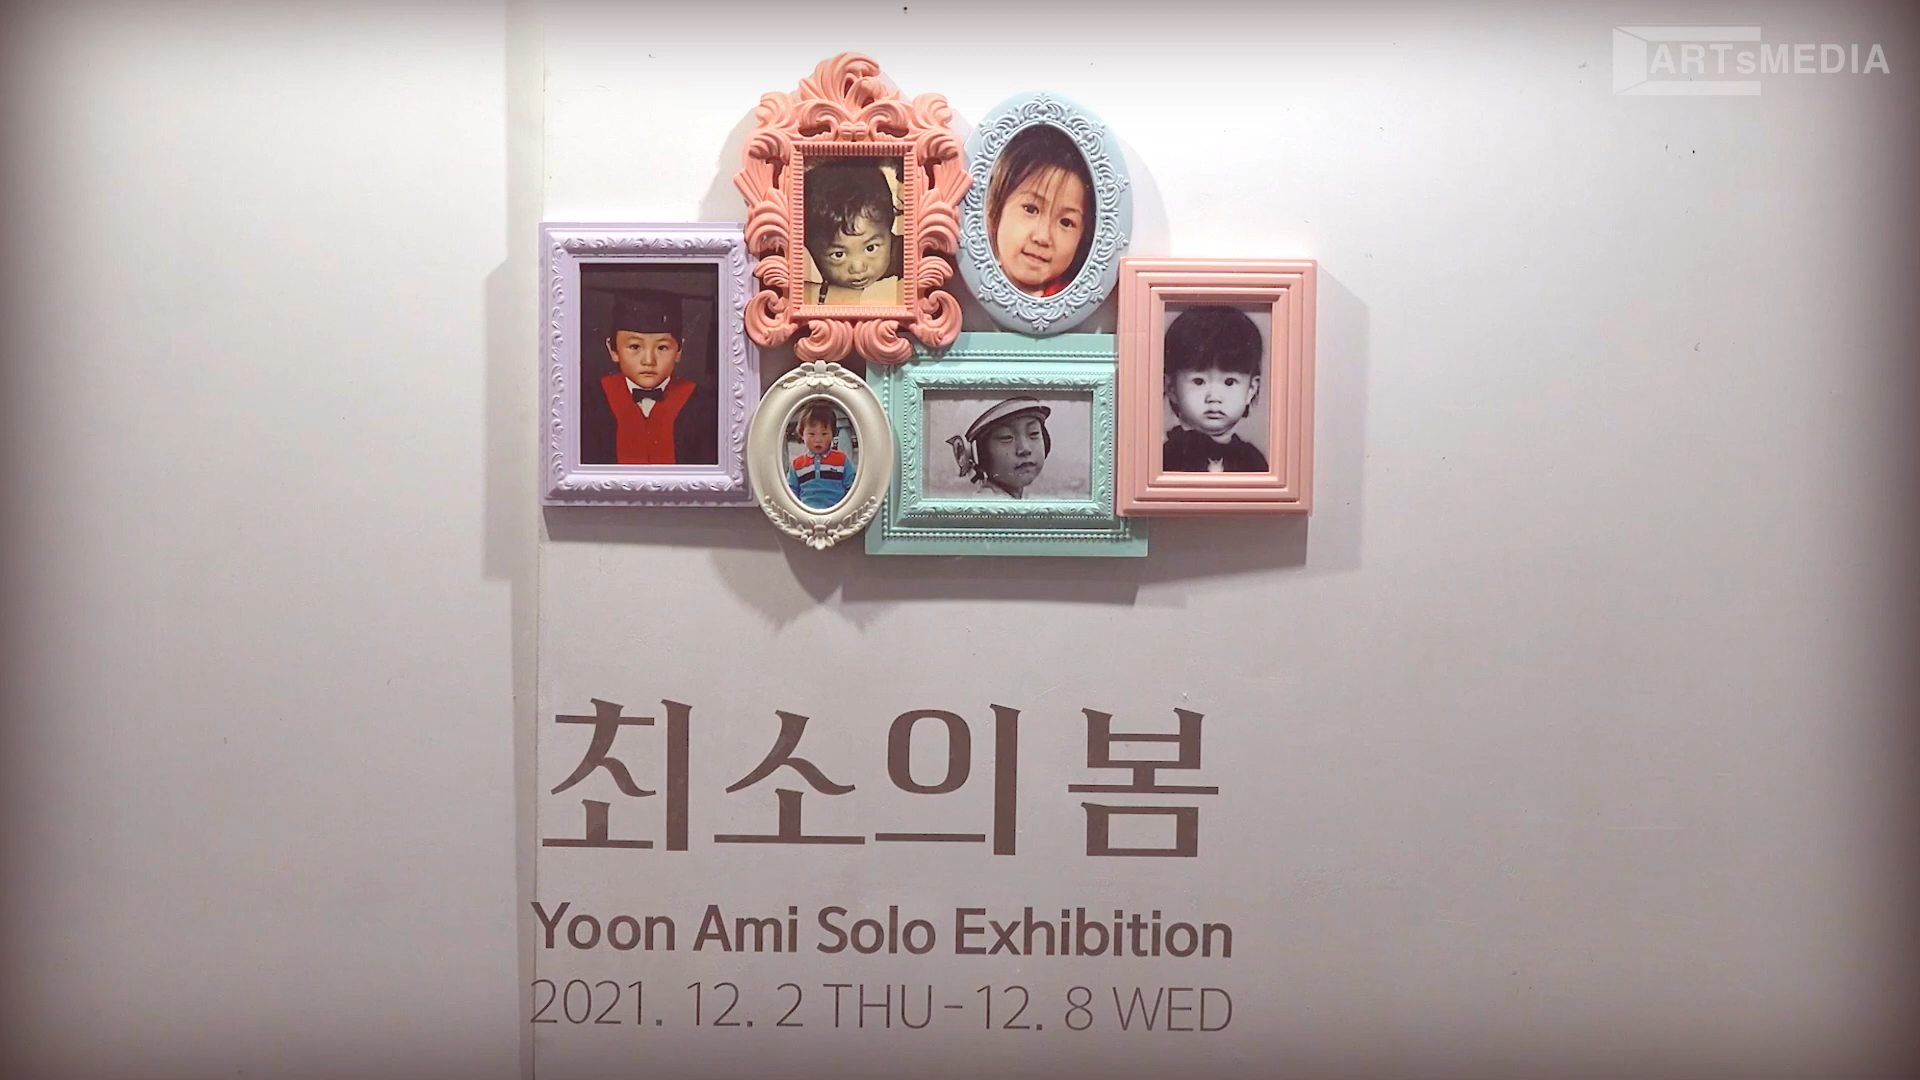 ARTsMEDIA
최소의 봄
Yoon Ami Solo Exhibition
2021. 12. 2 THU - 12. 8 WED